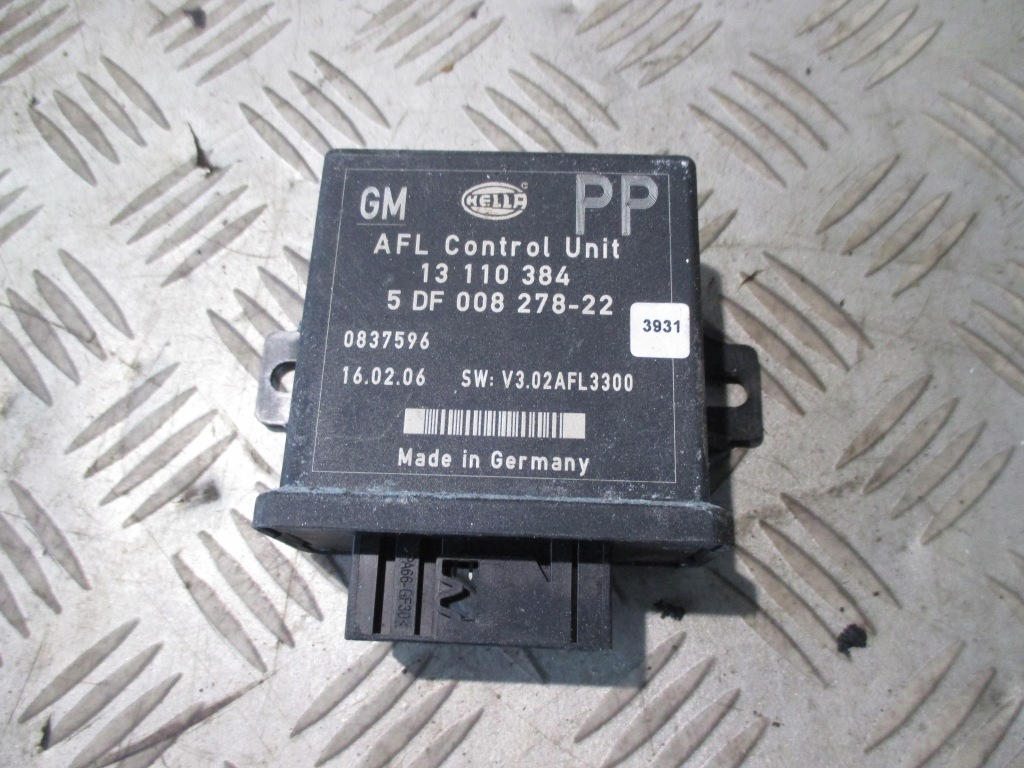 GM HELLA PP
AFL Control Unit
13 110 384
5 DF 008 278-22
3931
0837596
16.02.06 SW: V3.02AFL3300
Made in Germany